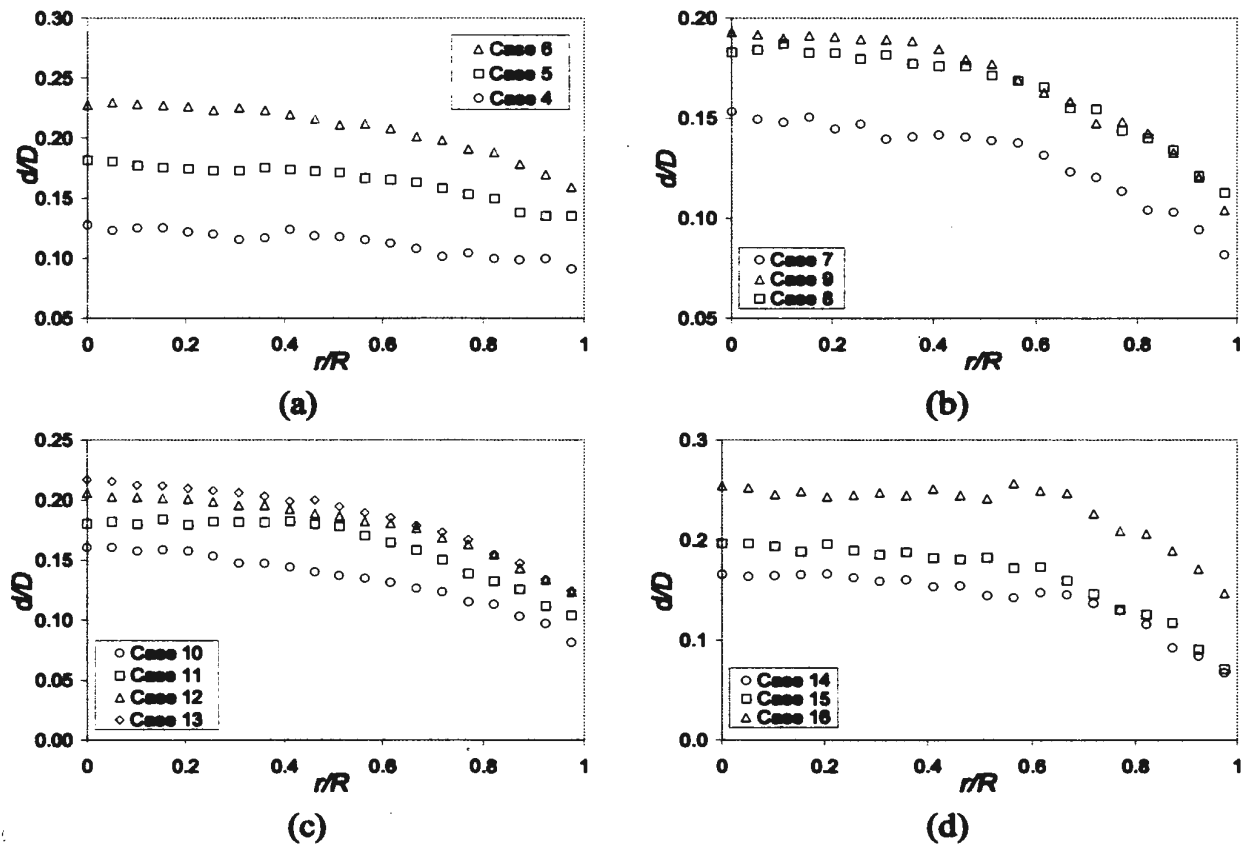 0.30
0.25
0.20
0.15
0.10
0.05
d/D
Case 6
Case 5
Case 4
0 0.2 0.4 0.6 0.8 1
r/R
(a)
0.20
0.15
0.10
0.05
d/D
Case 7
Case 9
Case 8
0 0.2 0.4 0.6 0.8 1
r/R
(b)
0.25
0.20
0.15
0.10
0.05
0.00
d/D
Case 10
Case 11
Case 12
Case 13
0 0.2 0.4 0.6 0.8 1
r/R
(c)
0.3
0.2
0.1
0.0
d/D
Case 14
Case 15
Case 16
0 0.2 0.4 0.6 0.8 1
r/R
(d)